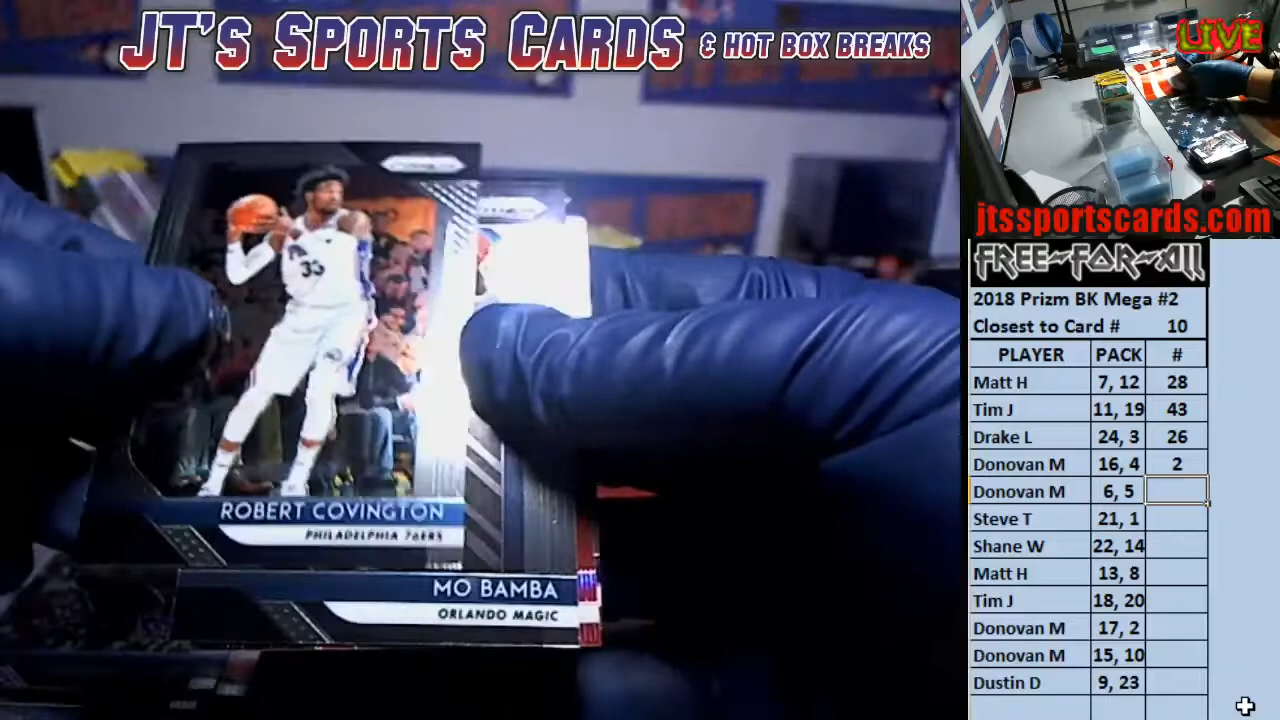 JT's Sports Cards & Hot Box Breaks
LIVE
jtssportscards.com
FREE-FOR-ALL
2018 Prizm BK Mega #2
Closest to Card # 10
PLAYER PACK #
Matt H 7, 12 28
Tim J 11, 19 43
Drake L 24, 3 26
Donovan M 16, 4 2
Donovan M 6, 5
Steve T 21, 1
Shane W 22, 14
Matt H 13, 8
Tim J 18, 20
Donovan M 17, 2
Donovan M 15, 10
Dustin D 9, 23
33
ROBERT COVINGTON
PHILADELPHIA 76ERS
MO BAMBA
ORLANDO MAGIC